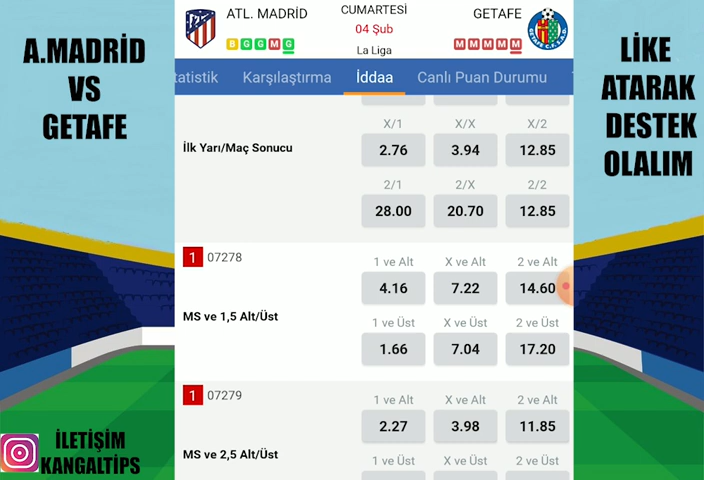 A.MADRİD
VS
GETAFE
ATL. MADRİD
B G G M G
CUMARTESİ
04 Şub
La Liga
GETAFE
M M M M M
LİKE
ATARAK
DESTEK
OLALIM
tatistik Karşılaştırma İddaa Canlı Puan Durumu
X/1 X/X X/2
İlk Yarı/Maç Sonucu
2.76 3.94 12.85
2/1 2/X 2/2
28.00 20.70 12.85
1 07278
1 ve Alt X ve Alt 2 ve Alt
4.16 7.22 14.60
MS ve 1,5 Alt/Üst
1 ve Üst X ve Üst 2 ve Üst
1.66 7.04 17.20
1 07279
1 ve Alt X ve Alt 2 ve Alt
2.27 3.98 11.85
MS ve 2,5 Alt/Üst
1 ve Üst X ve Üst 2 ve Üst
İLETİŞİM
KANGALTİPS